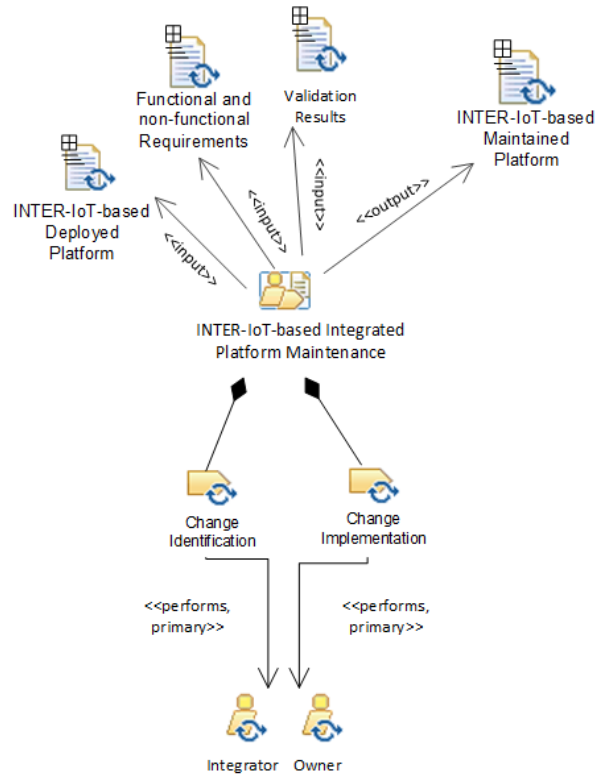 Functional and
non-functional
Requirements
Validation
Results
INTER-IoT-based
Maintained
Platform
INTER-IoT-based
Deployed
Platform
<<input>>
<<input>>
<<input>>
<<output>>
INTER-IoT-based Integrated
Platform Maintenance
Change
Identification
Change
Implementation
<<performs,
primary>>
<<performs,
primary>>
Integrator
Owner